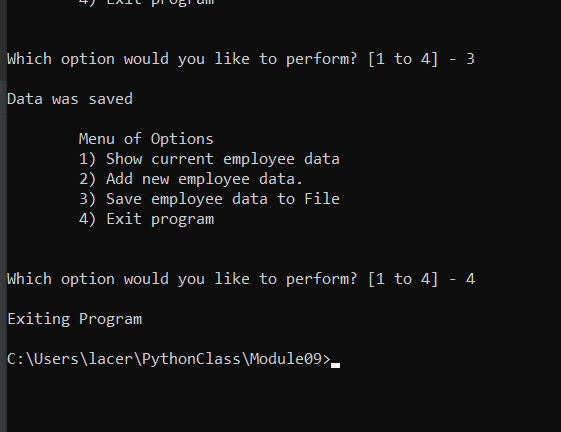 4) Exit program
Which option would you like to perform? [1 to 4] - 3
Data was saved
Menu of Options
1) Show current employee data
2) Add new employee data.
3) Save employee data to File
4) Exit program
Which option would you like to perform? [1 to 4] - 4
Exiting Program
C:\Users\lacer\PythonClass\Module09>